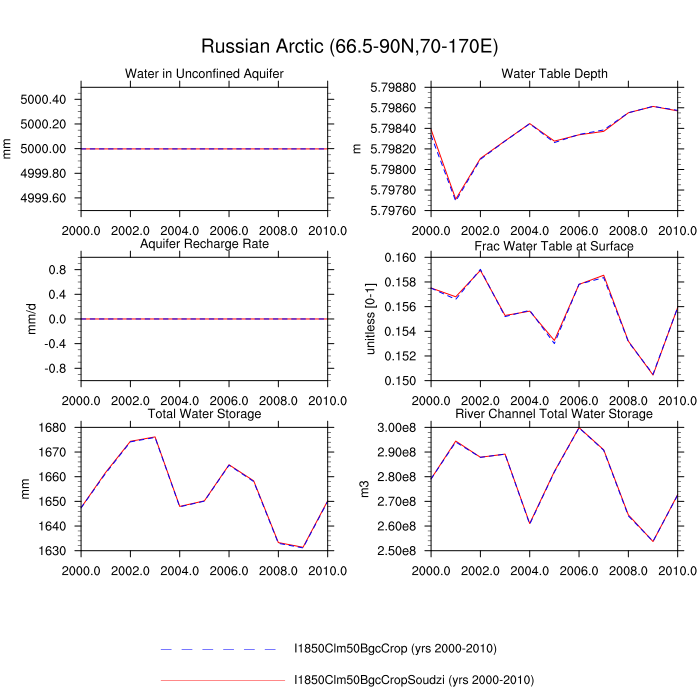 Russian Arctic (66.5-90N,70-170E)
Water in Unconfined Aquifer
5000.40
5000.20
5000.00
4999.80
4999.60
mm
2000.0 2002.0 2004.0 2006.0 2008.0 2010.0
Water Table Depth
5.79880
5.79860
5.79840
5.79800
5.79780
5.79760
m
2000.0 2002.0 2004.0 2006.0 2008.0 2010.0
Aquifer Recharge Rate
0.8
0.4
0.0
-0.4
-0.8
mm/d
2000.0 2002.0 2004.0 2006.0 2008.0 2010.0
Frac Water Table at Surface
0.160
0.158
0.156
0.154
0.152
0.150
unitless [0-1]
2000.0 2002.0 2004.0 2006.0 2008.0 2010.0
Total Water Storage
1680
1670
1660
1650
1640
1630
mm
2000.0 2002.0 2004.0 2006.0 2008.0 2010.0
River Channel Total Water Storage
3.00e8
2.90e8
2.80e8
2.70e8
2.60e8
2.50e8
m3
2000.0 2002.0 2004.0 2006.0 2008.0 2010.0
I1850Clm50BgcCrop (yrs 2000-2010)
I1850Clm50BgcCropSoudzi (yrs 2000-2010)